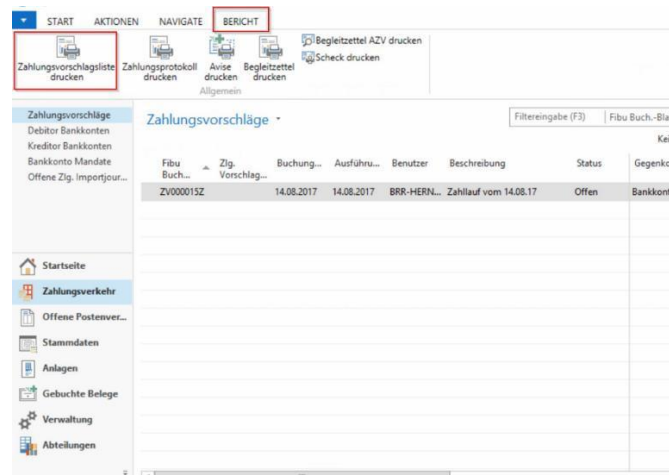 START AKTIONEN NAVIGATE BERICHT
Zahlungsvorschlagsliste drucken
Zahlungsprotokoll drucken
Avise drucken
Begleitzettel drucken
Begleitzettel AZV drucken
Scheck drucken
Allgemein
Zahlungsvorschläge
Debitor Bankkonten
Kreditor Bankkonten
Bankkonto Mandate
Offene Zlg. Importjour...
Startseite
Zahlungsverkehr
Offene Postenver...
Stammdaten
Anlagen
Gebuchte Belege
Verwaltung
Abteilungen
Zahlungsvorschläge
Filtereingabe (F3) Fibu Buch.-Bla
Kei
Fibu Buch... Zlg. Vorschlag... Buchung... Ausführu... Benutzer Beschreibung Status Gegenko
ZV000015Z 14.08.2017 14.08.2017 BRR-HERN... Zahllauf vom 14.08.17 Offen Bankkont